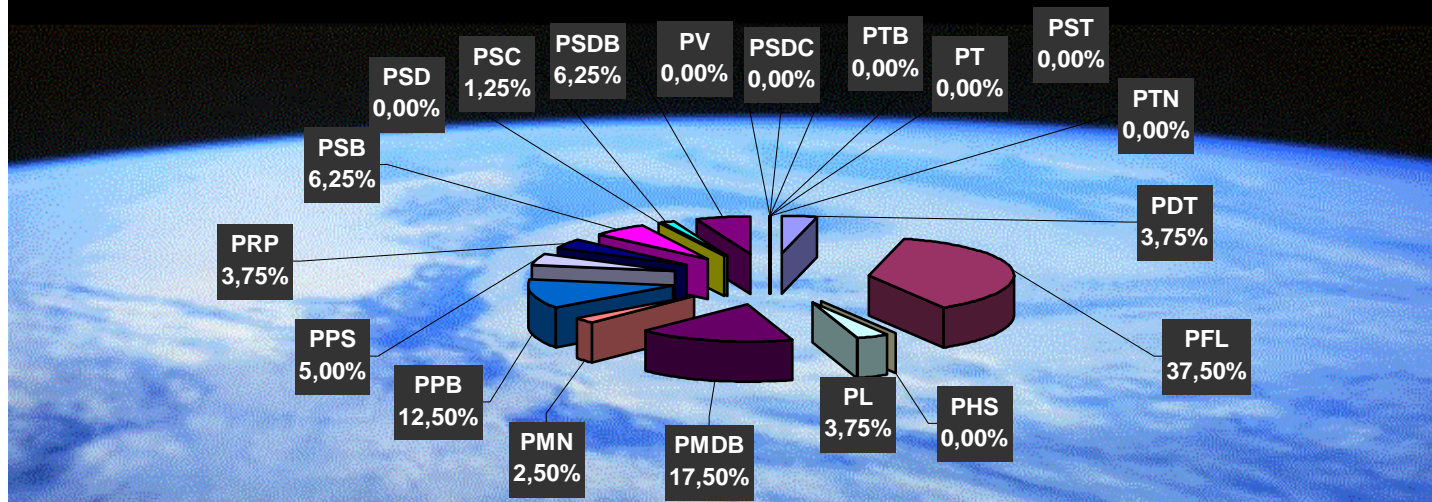 PST
0,00%
PTB
0,00%
PV
0,00%
PSDB
6,25%
PSDC
0,00%
PT
0,00%
PSC
1,25%
PSD
0,00%
PTN
0,00%
PSB
6,25%
PDT
3,75%
PRP
3,75%
PFL
37,50%
PPS
5,00%
PPB
12,50%
PL
3,75%
PHS
0,00%
PMN
2,50%
PMDB
17,50%